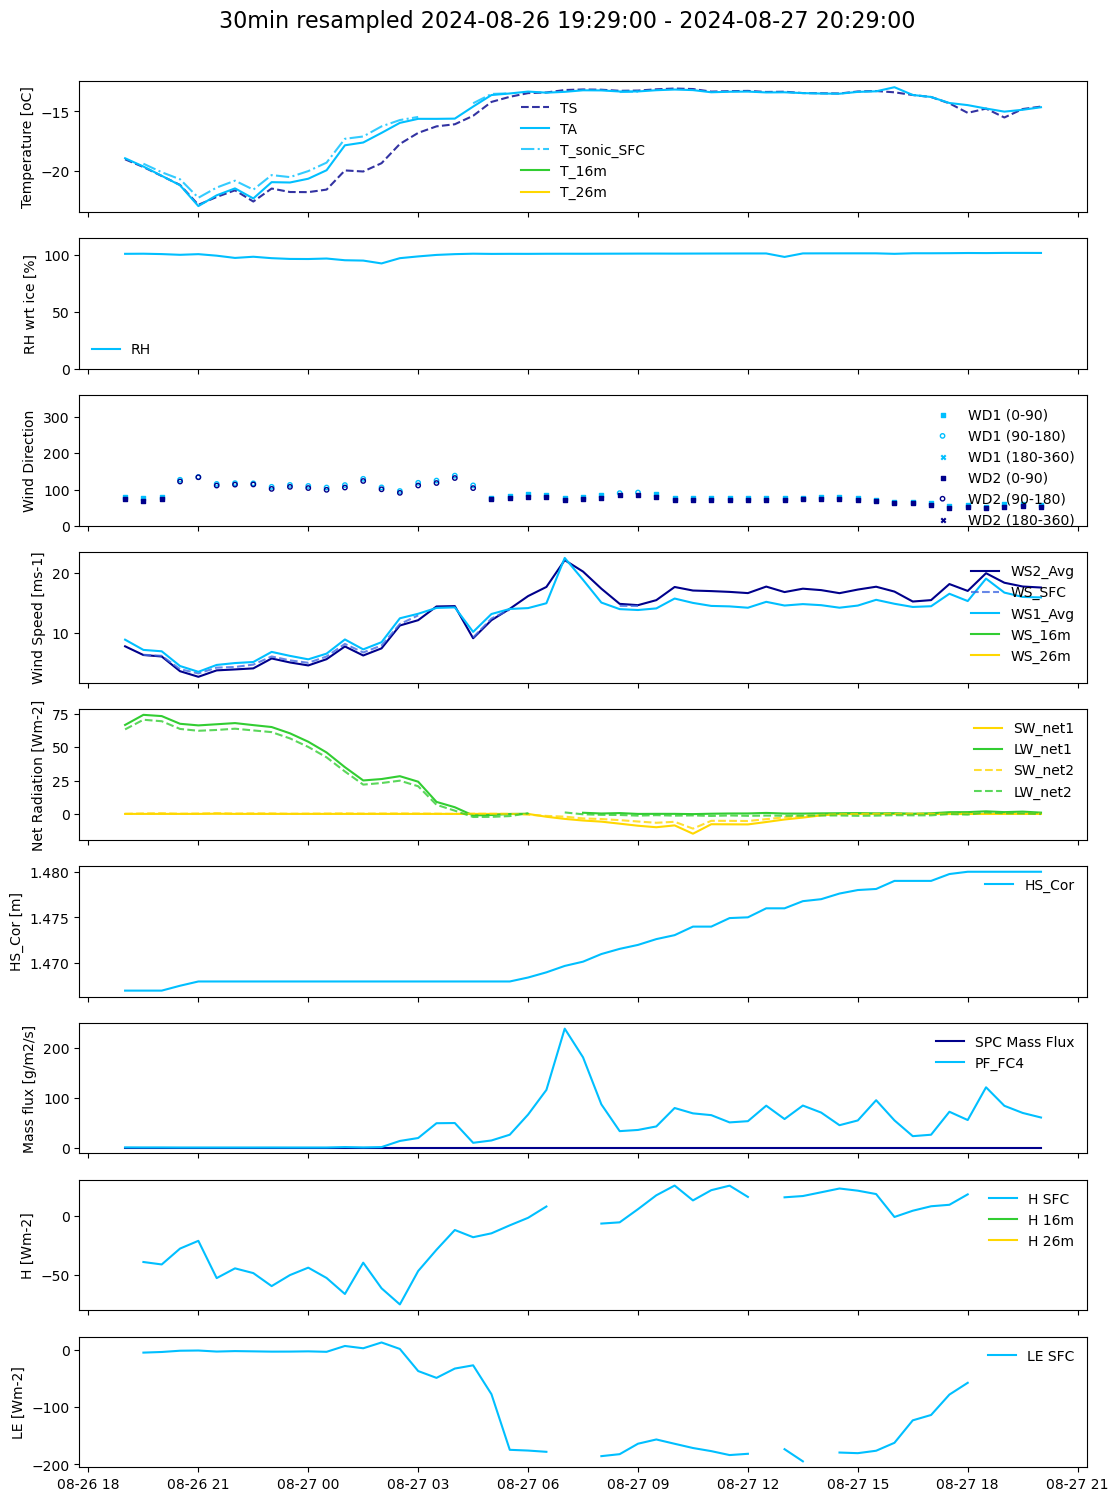 30min resampled 2024-08-26 19:29:00 - 2024-08-27 20:29:00
Temperature [oC]
−15
−20
TS
TA
T_sonic_SFC
T_16m
T_26m
RH wrt ice [%]
100
50
0
RH
Wind Direction
300
200
100
0
WD1 (0-90)
WD1 (90-180)
WD1 (180-360)
WD2 (0-90)
WD2 (90-180)
WD2 (180-360)
Wind Speed [ms-1]
20
10
WS2_Avg
WS_SFC
WS1_Avg
WS_16m
WS_26m
Net Radiation [Wm-2]
75
50
25
0
SW_net1
LW_net1
SW_net2
LW_net2
HS_Cor [m]
1.480
1.475
1.470
HS_Cor
Mass flux [g/m2/s]
200
100
0
SPC Mass Flux
PF_FC4
H [Wm-2]
0
−50
H SFC
H 16m
H 26m
LE [Wm-2]
0
−100
−200
LE SFC
08-26 18 08-26 21 08-27 00 08-27 03 08-27 06 08-27 09 08-27 12 08-27 15 08-27 18 08-27 21